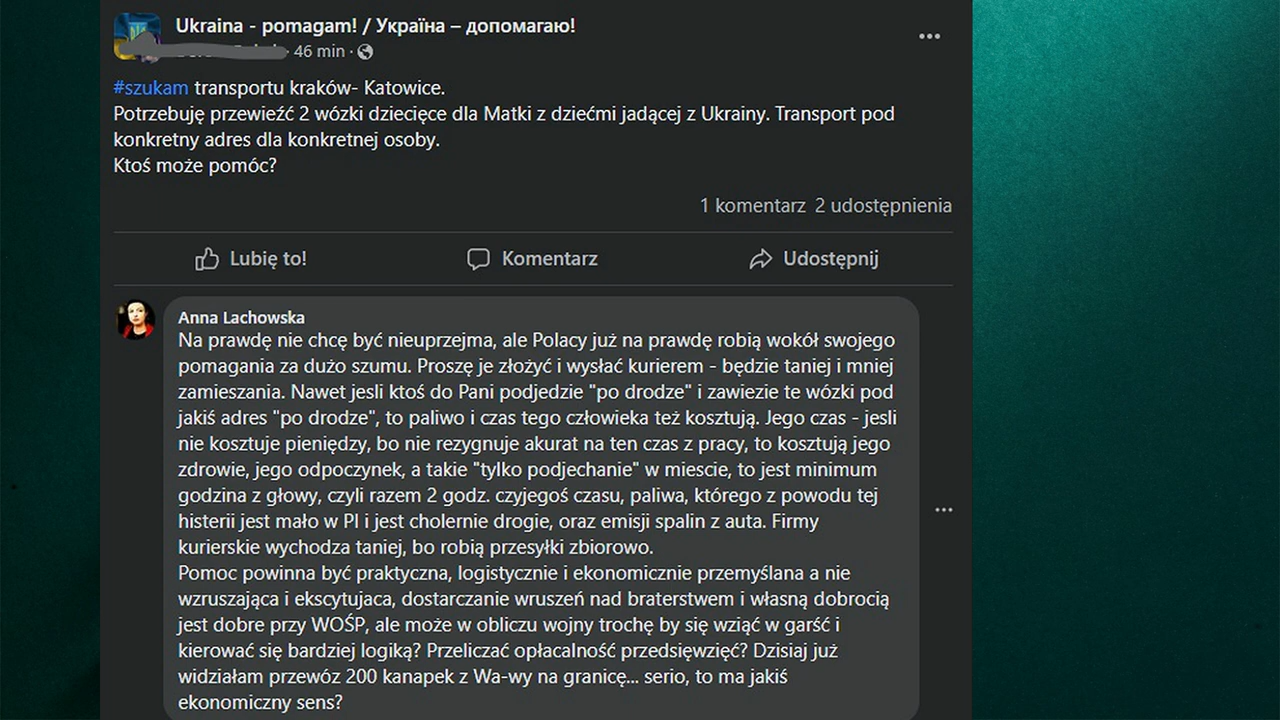 Ukraina - pomagam! / Україна – допомагаю!
· 46 min ·
#szukam transportu kraków- Katowice.
Potrzebuję przewieźć 2 wózki dziecięce dla Matki z dziećmi jadącej z Ukrainy. Transport pod
konkretny adres dla konkretnej osoby.
Ktoś może pomóc?
1 komentarz 2 udostępnienia
Lubię to! Komentarz Udostępnij
Anna Lachowska
Na prawdę nie chcę być nieuprzejma, ale Polacy już na prawdę robią wokół swojego
pomagania za dużo szumu. Proszę je złożyć i wysłać kurierem - będzie taniej i mniej
zamieszania. Nawet jesli ktoś do Pani podjedzie "po drodze" i zawiezie te wózki pod
jakiś adres "po drodze", to paliwo i czas tego człowieka też kosztują. Jego czas - jesli
nie kosztuje pieniędzy, bo nie rezygnuje akurat na ten czas z pracy, to kosztują jego
zdrowie, jego odpoczynek, a takie "tylko podjechanie" w miescie, to jest minimum
godzina z głowy, czyli razem 2 godz. czyjegoś czasu, paliwa, którego z powodu tej
histerii jest mało w Pl i jest cholernie drogie, oraz emisji spalin z auta. Firmy
kurierskie wychodza taniej, bo robią przesyłki zbiorowo.
Pomoc powinna być praktyczna, logistycznie i ekonomicznie przemyślana a nie
wzruszająca i ekscytujaca, dostarczanie wruszeń nad braterstwem i własną dobrocią
jest dobre przy WOŚP, ale może w obliczu wojny trochę by się wziąć w garść i
kierować się bardziej logiką? Przeliczać opłacalność przedsięwzięć? Dzisiaj już
widziałam przewóz 200 kanapek z Wa-wy na granicę... serio, to ma jakiś
ekonomiczny sens?